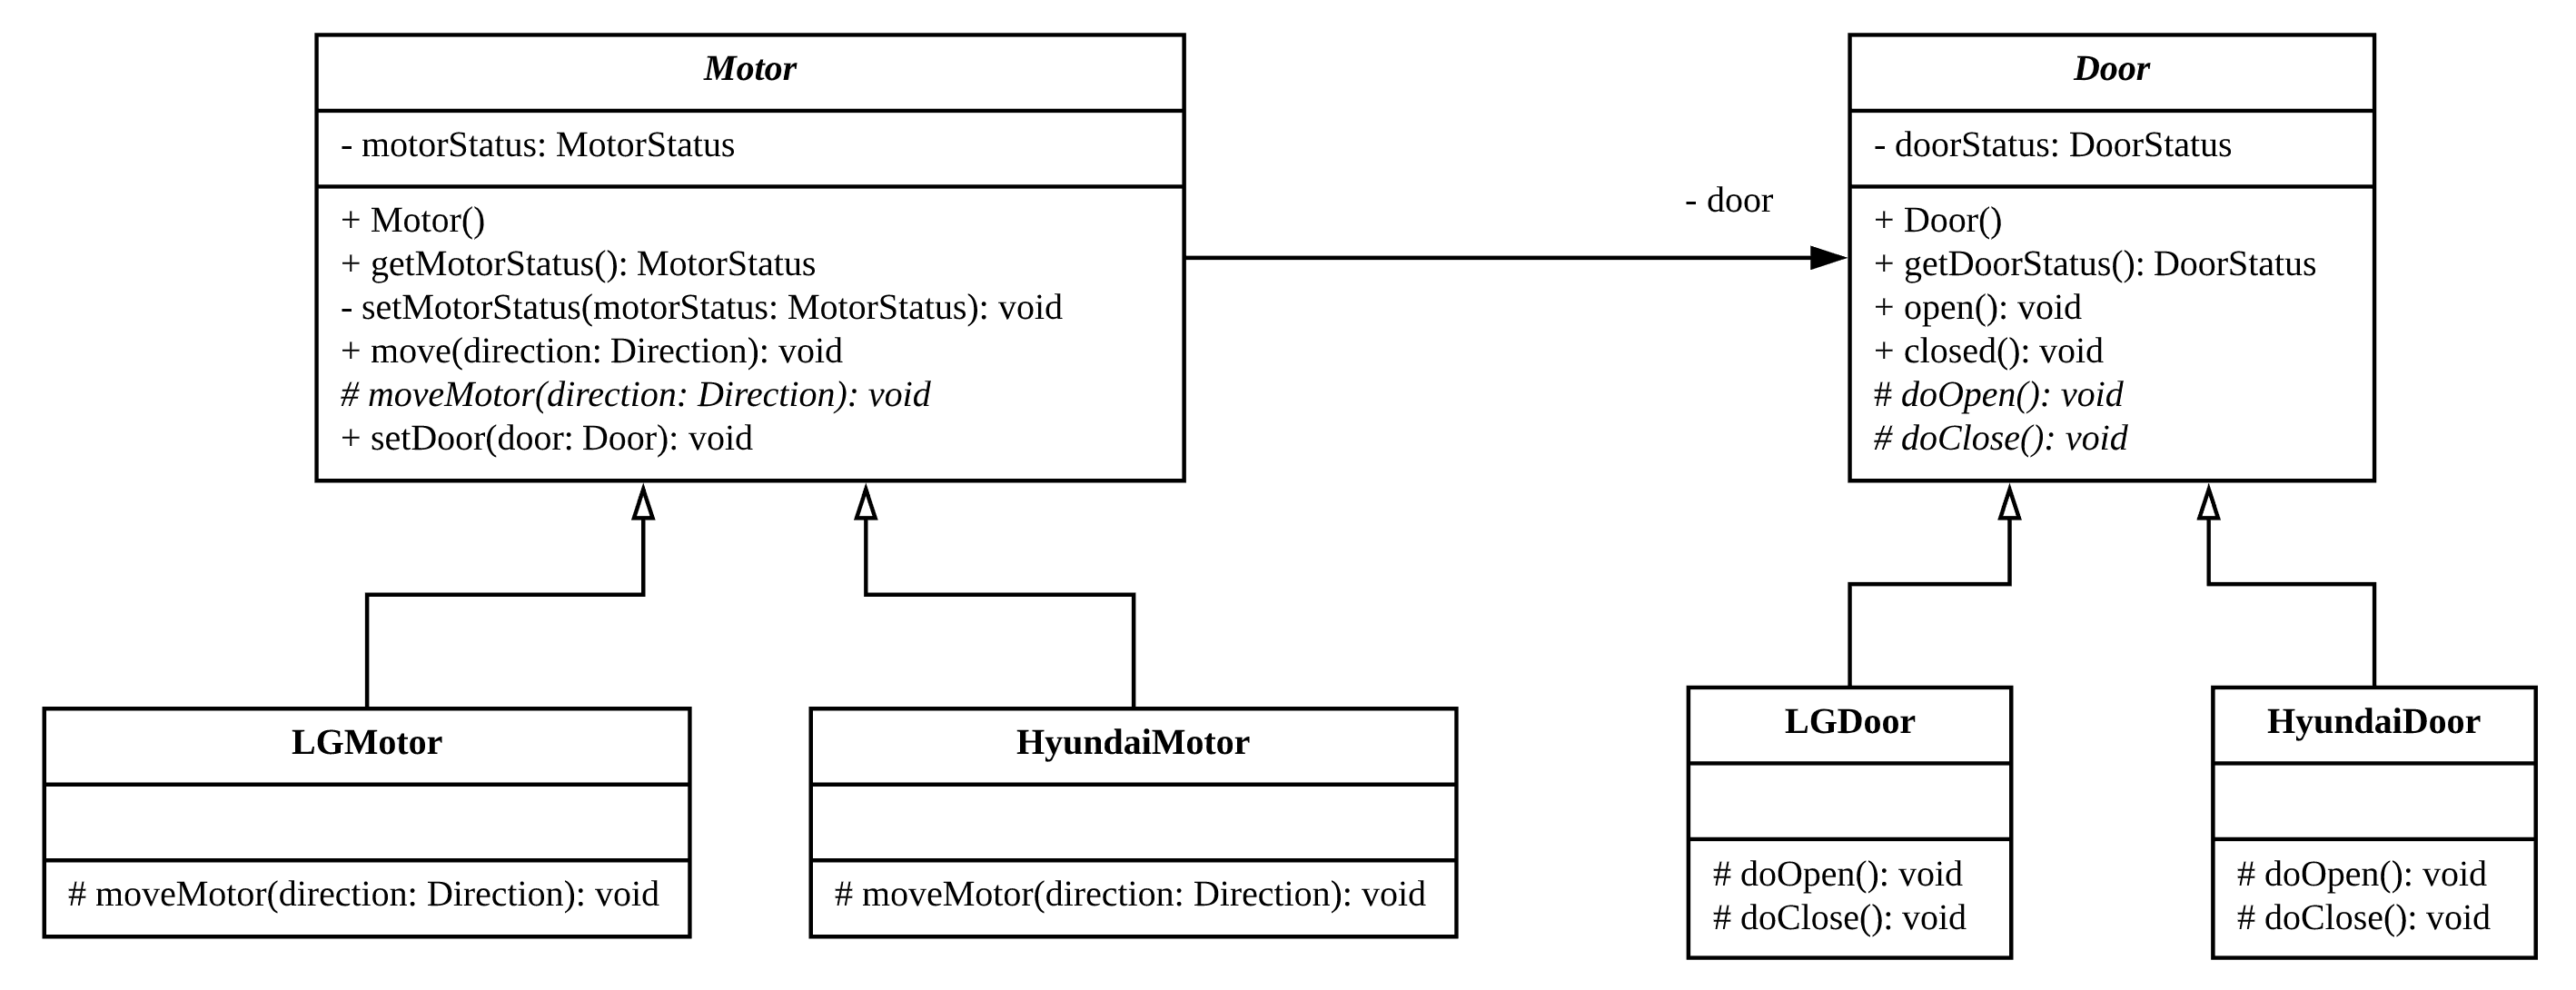 Motor
- motorStatus: MotorStatus
+ Motor()
+ getMotorStatus(): MotorStatus
- setMotorStatus(motorStatus: MotorStatus): void
+ move(direction: Direction): void
# moveMotor(direction: Direction): void
+ setDoor(door: Door): void
- door
Door
- doorStatus: DoorStatus
+ Door()
+ getDoorStatus(): DoorStatus
+ open(): void
+ closed(): void
# doOpen(): void
# doClose(): void
LGMotor
# moveMotor(direction: Direction): void
HyundaiMotor
# moveMotor(direction: Direction): void
LGDoor
# doOpen(): void
# doClose(): void
HyundaiDoor
# doOpen(): void
# doClose(): void